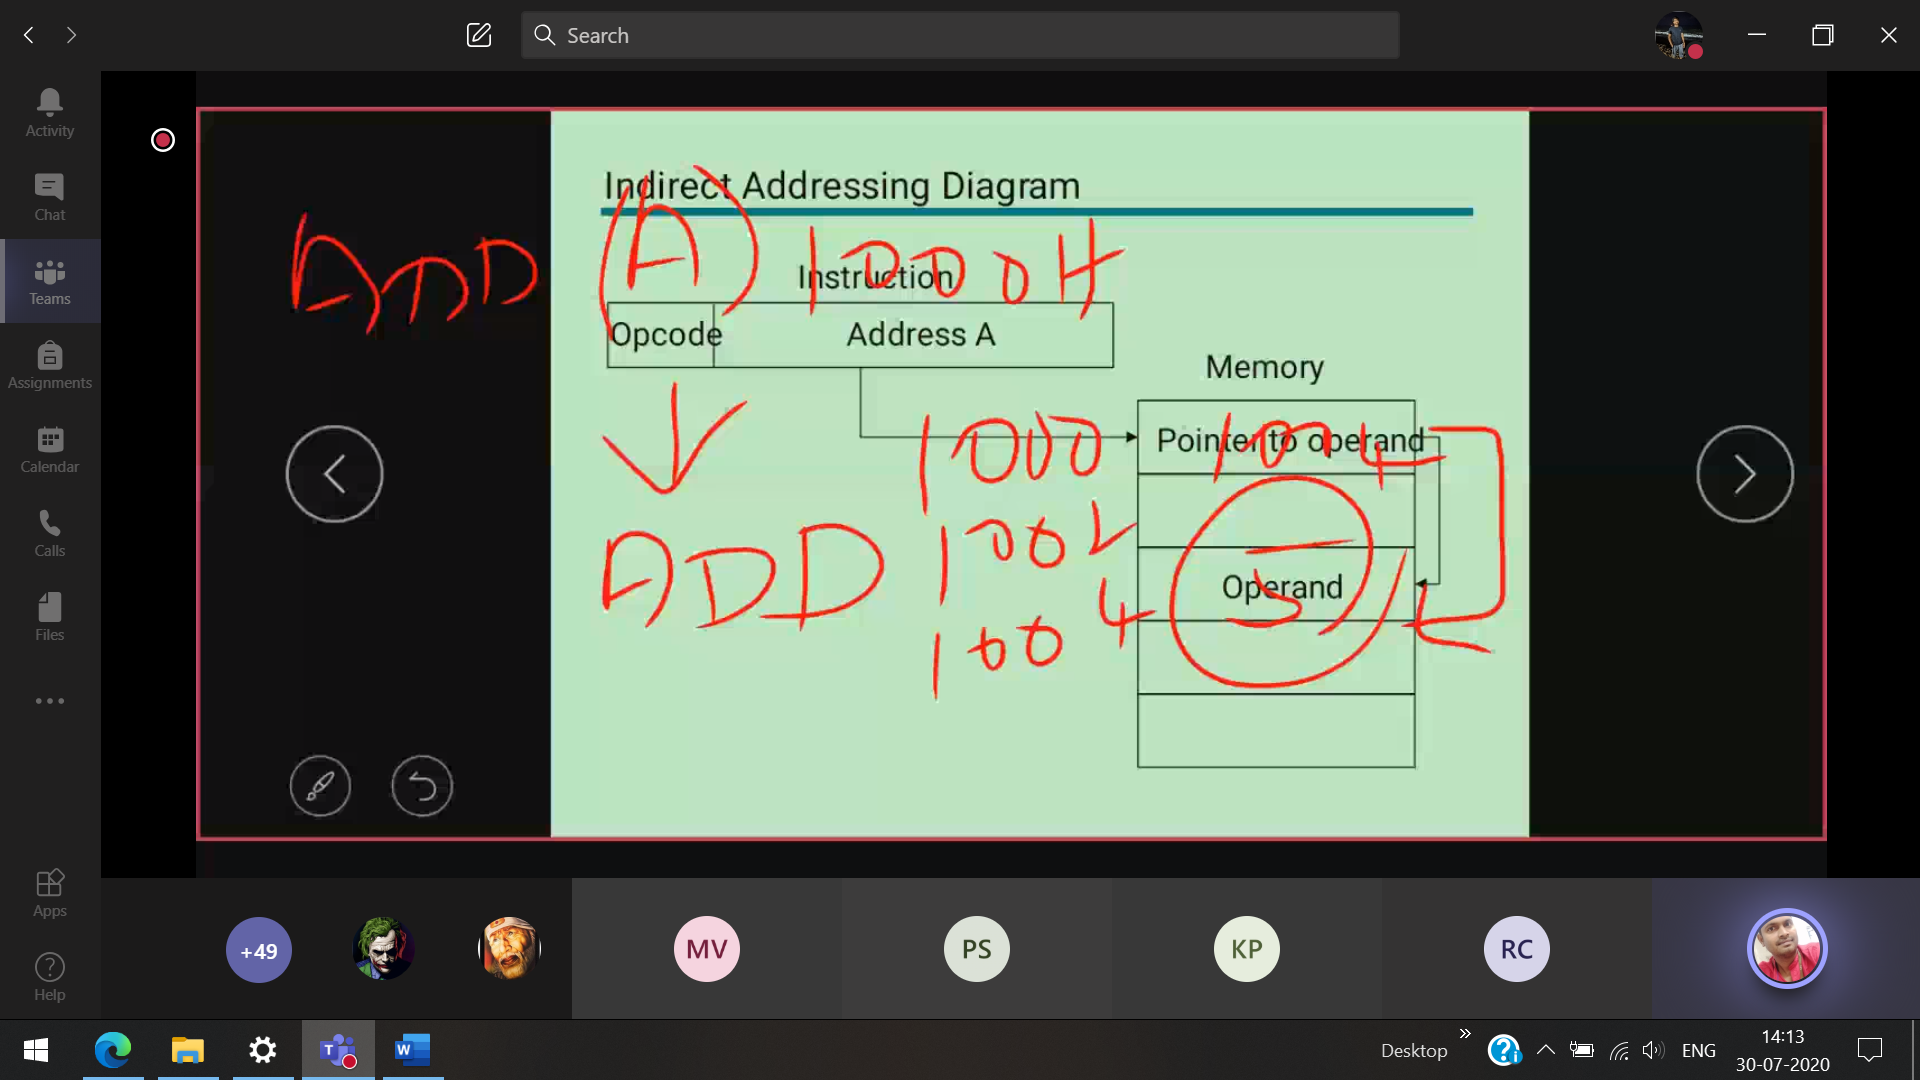 Search
Activity
Chat
Teams
Assignments
Calendar
Calls
Files
Apps
Help
Indirect Addressing Diagram
ADD (A) 1000H
Instruction
Opcode Address A
Memory
1000 Pointer to operand 1004
ADD 1002
Operand 5
1004
+49 MV PS KP RC
Desktop » ENG 14:13
30-07-2020